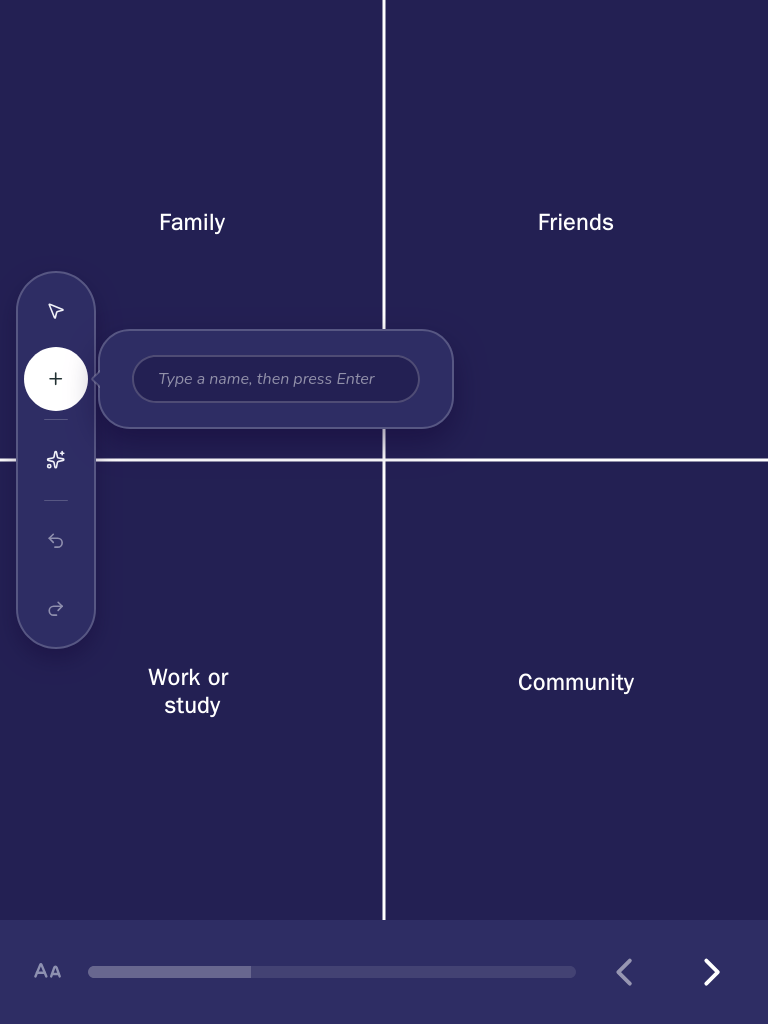 Family
Friends
Type a name, then press Enter
Work or
study
Community
AA